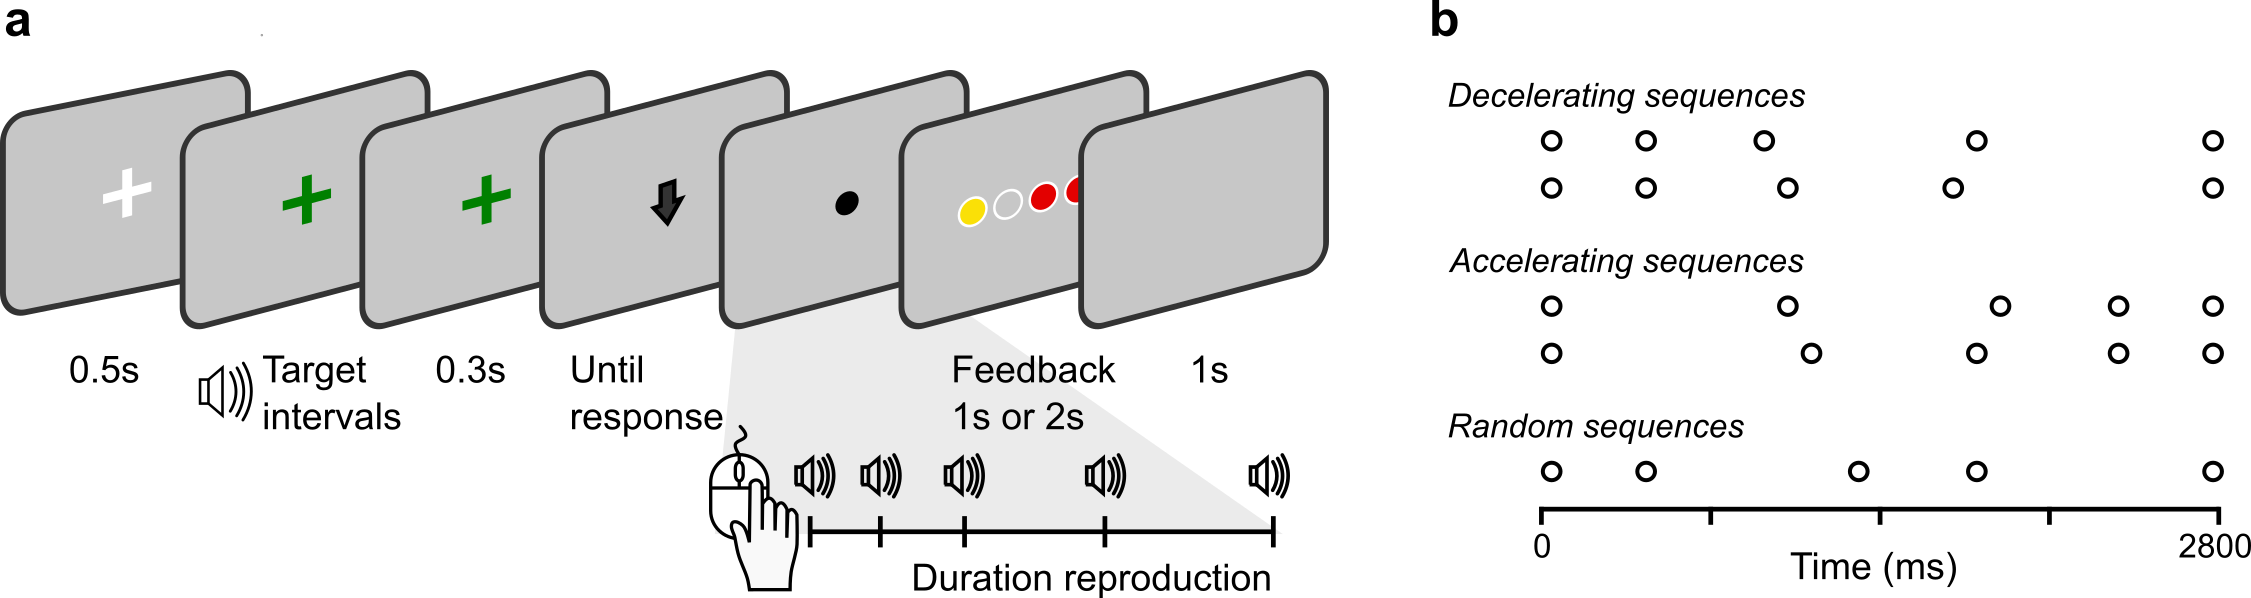 a
0.5s
Target
intervals
0.3s
Until
response
Feedback
1s or 2s
1s
Duration reproduction
b
Decelerating sequences
Accelerating sequences
Random sequences
0
2800
Time (ms)